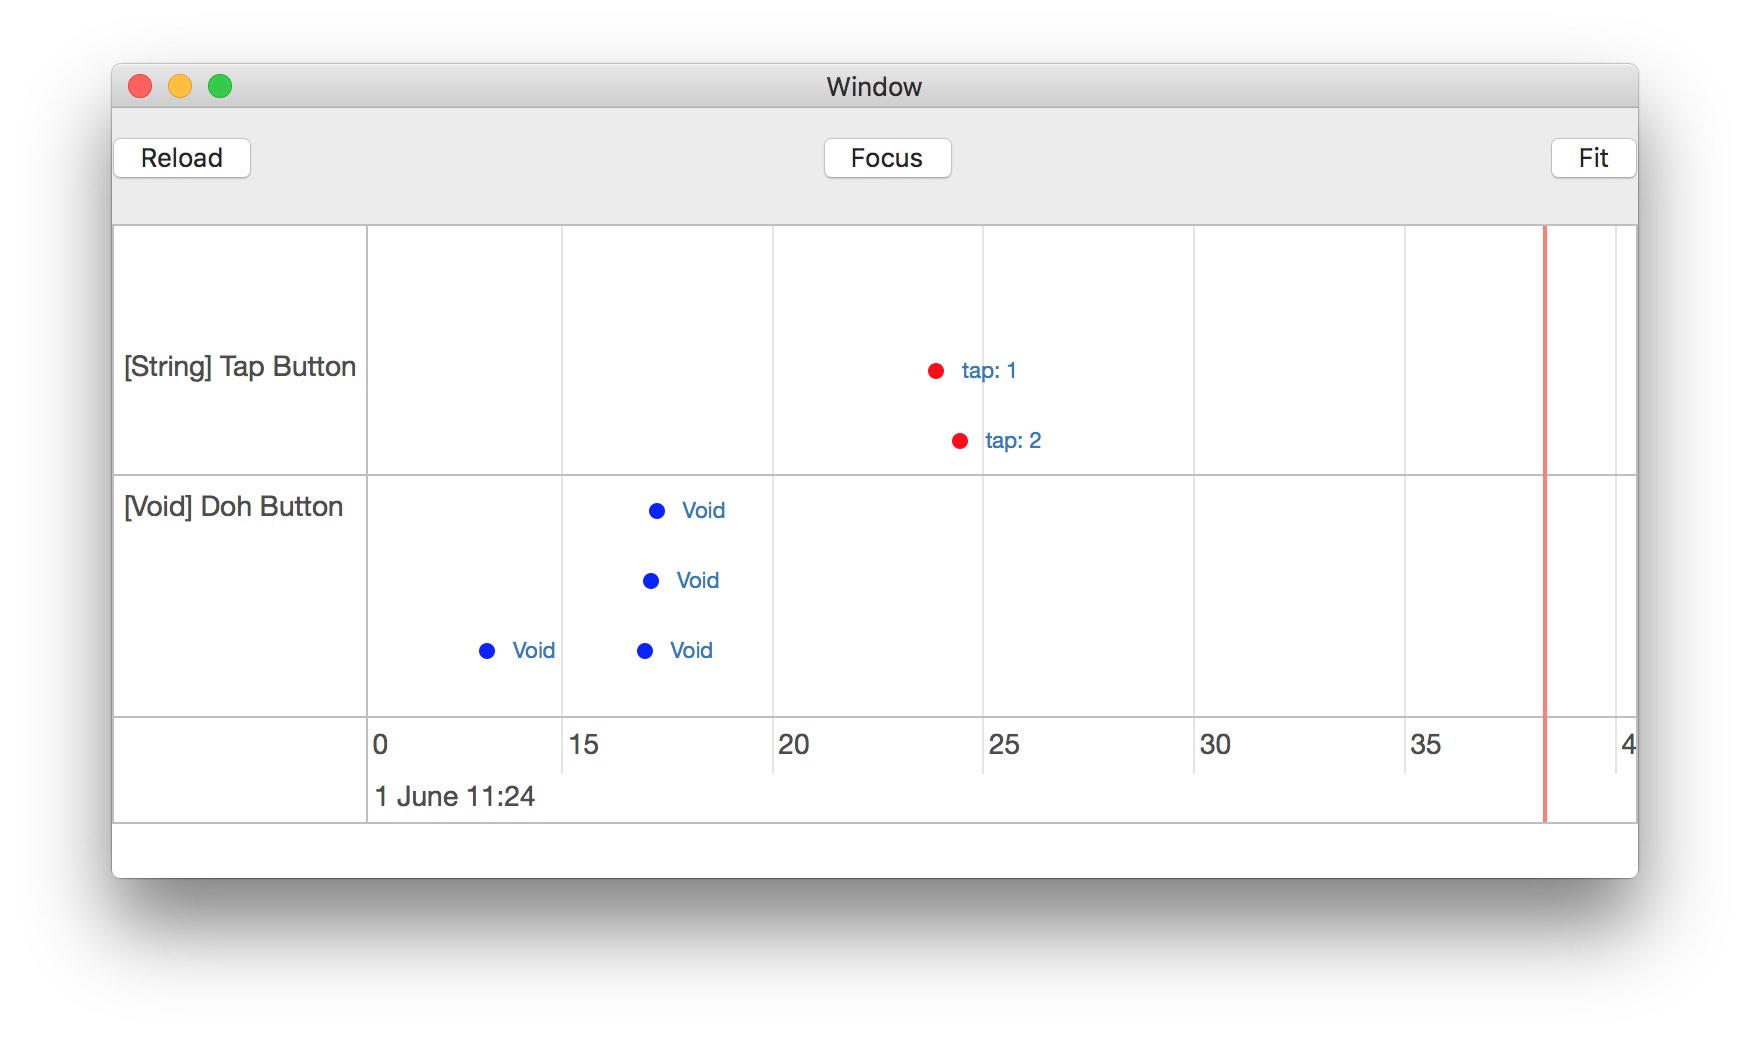 Window
Reload Focus Fit
[String] Tap Button
tap: 1
tap: 2
[Void] Doh Button
Void
Void
Void Void
0 15 20 25 30 35 4
1 June 11:24